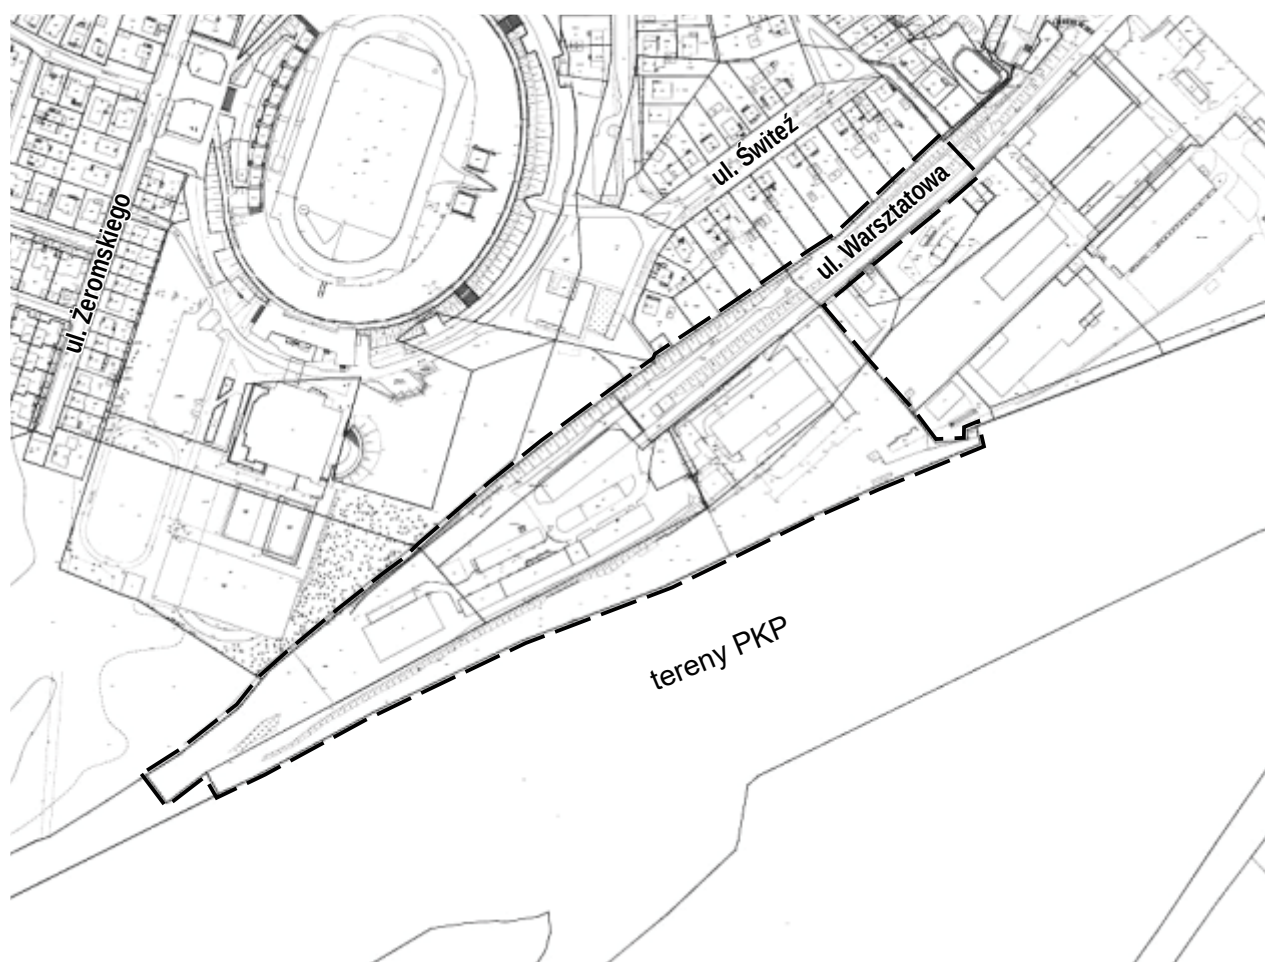 ul. Świteź
ul. Warsztatowa
ul. Żeromskiego
tereny PKP